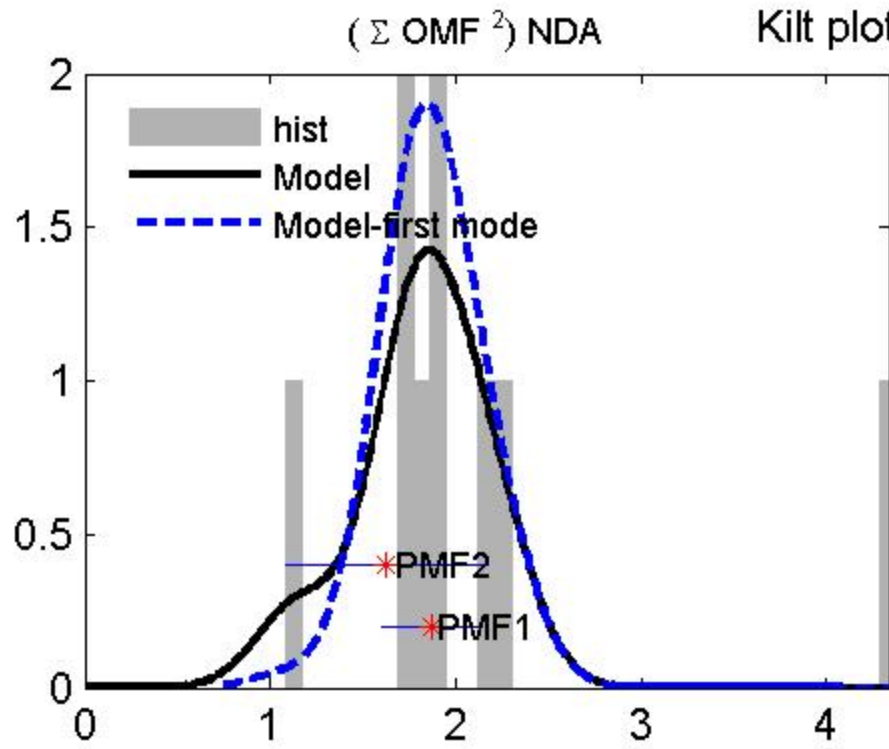 ( Σ OMF ²) NDA Kilt plot
2
hist
Model
1.5
Model-first mode
1
0.5
PMF2
PMF1
0
0 1 2 3 4